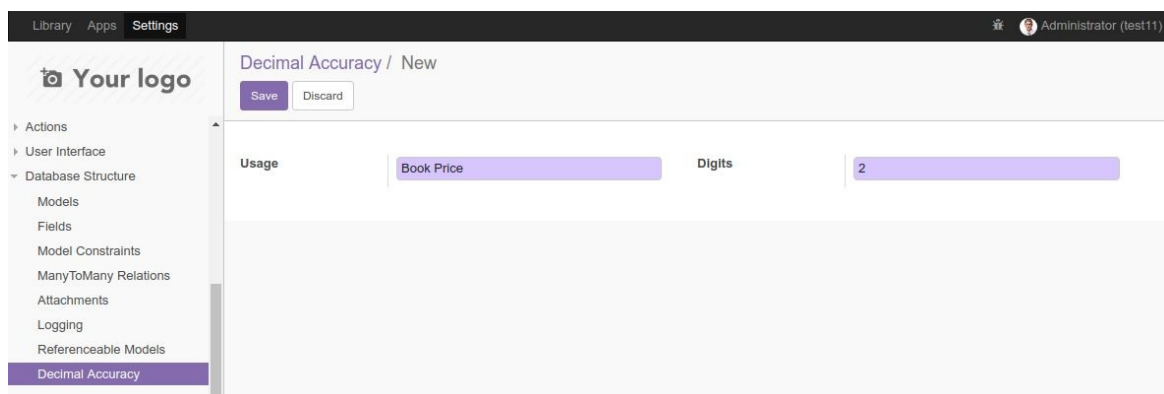 Library Apps Settings
Administrator (test11)
Your logo
Actions
User Interface
Database Structure
Models
Fields
Model Constraints
ManyToMany Relations
Attachments
Logging
Referenceable Models
Decimal Accuracy
Decimal Accuracy / New
Save Discard
Usage Book Price Digits 2